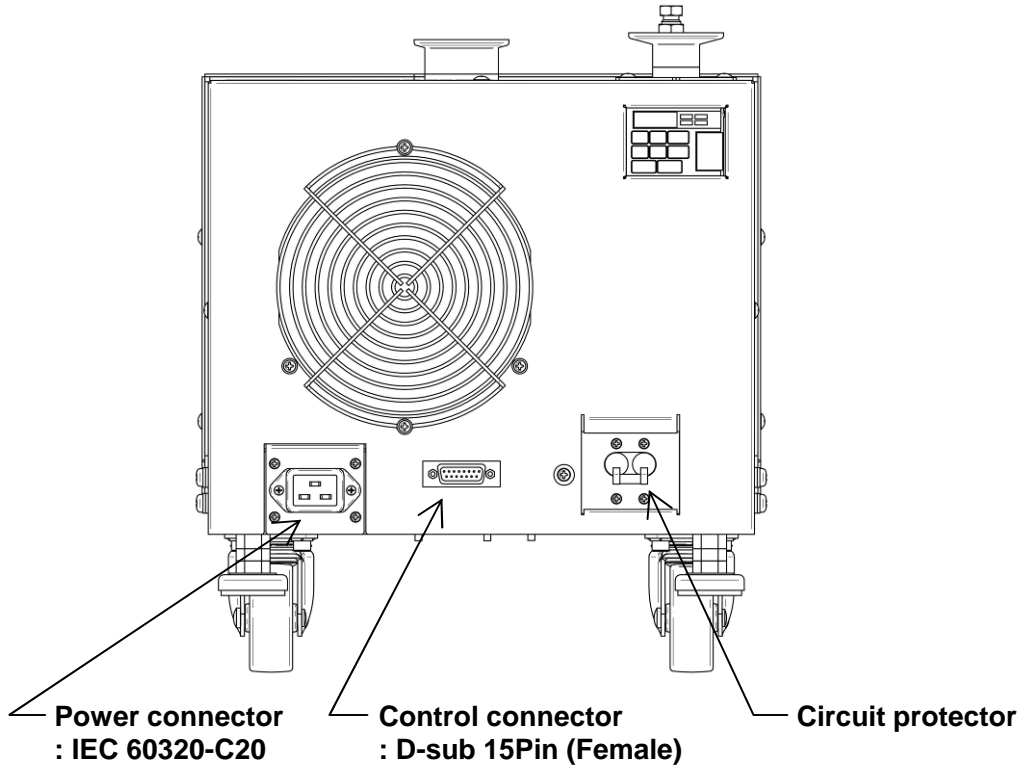 Power connector
: IEC 60320-C20
Control connector
: D-sub 15Pin (Female)
Circuit protector